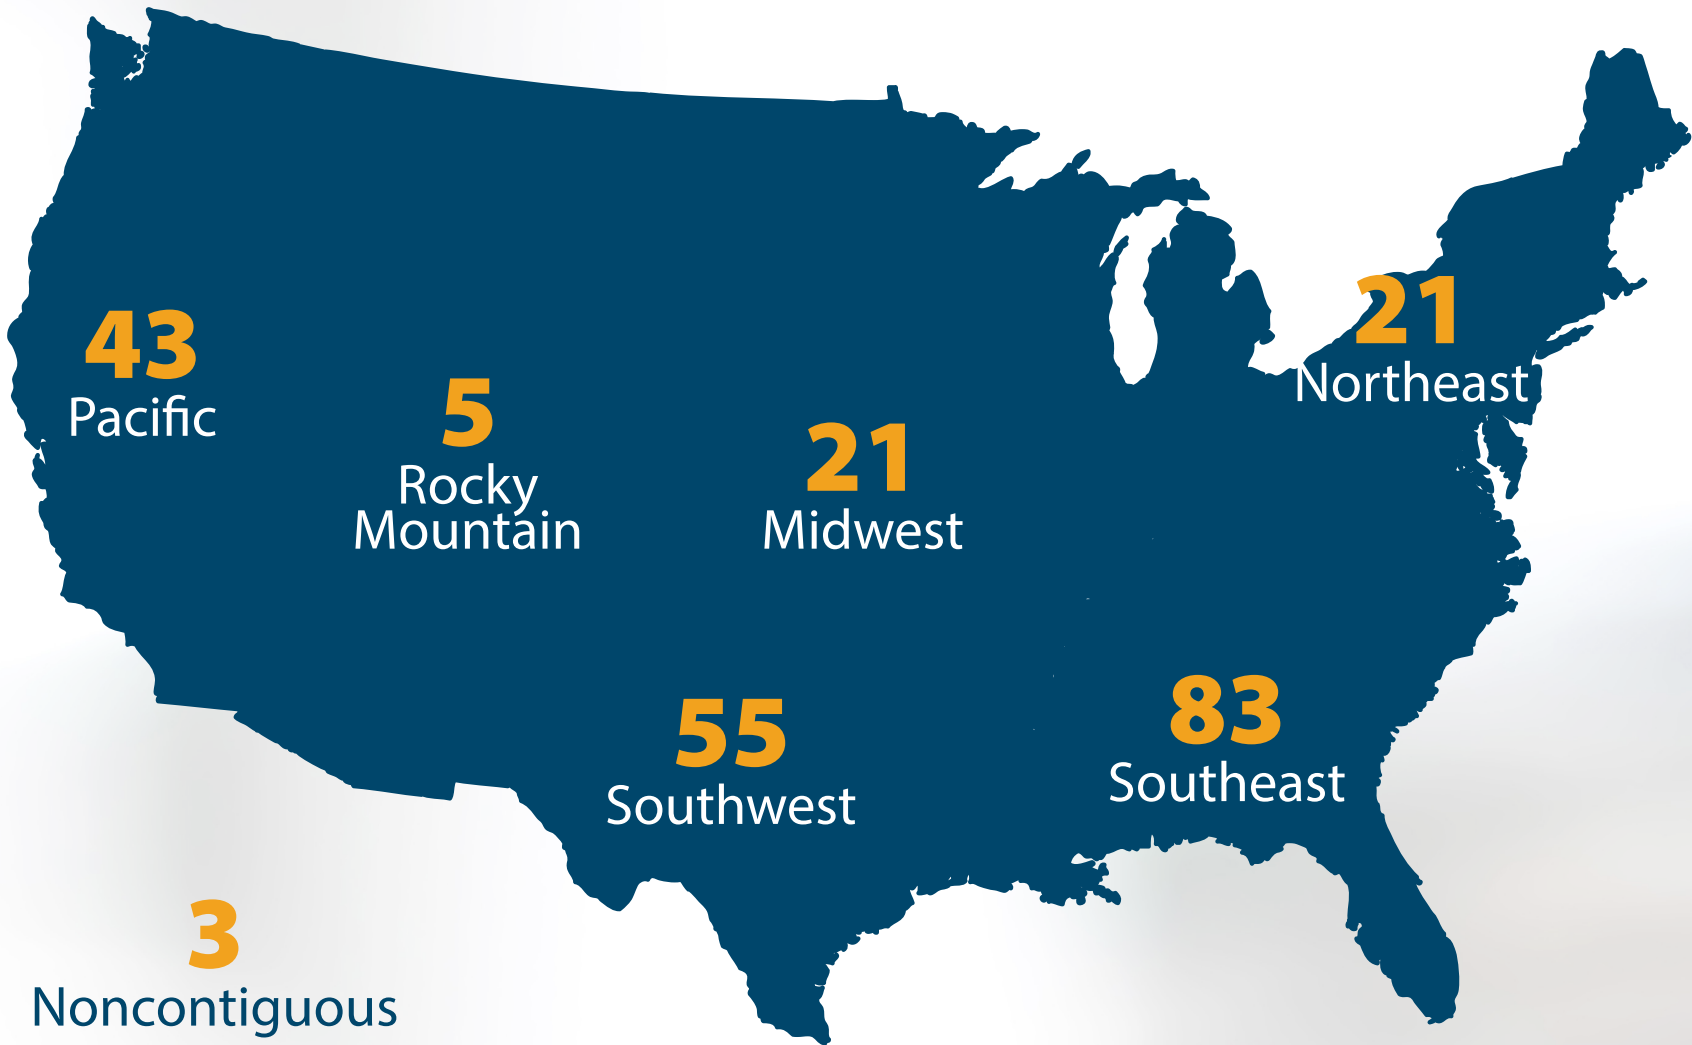 43
Pacific
5
Rocky
Mountain
21
Midwest
21
Northeast
55
Southwest
83
Southeast
3
Noncontiguous